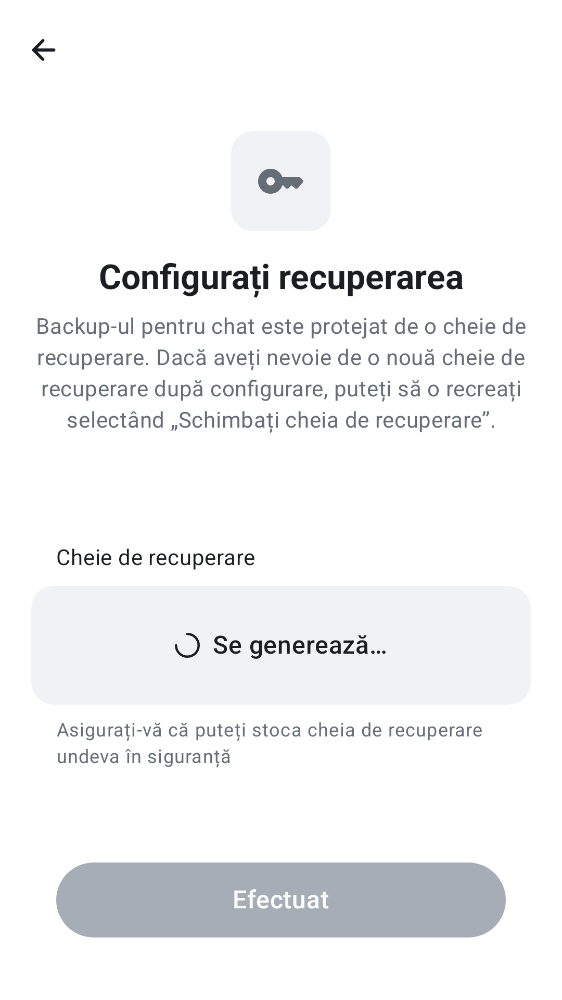 Configurați recuperarea
Backup-ul pentru chat este protejat de o cheie de
recuperare. Dacă aveți nevoie de o nouă cheie de
recuperare după configurare, puteți să o recreați
selectând „Schimbați cheia de recuperare”.
Cheie de recuperare
Se generează…
Asigurați-vă că puteți stoca cheia de recuperare
undeva în siguranță
Efectuat